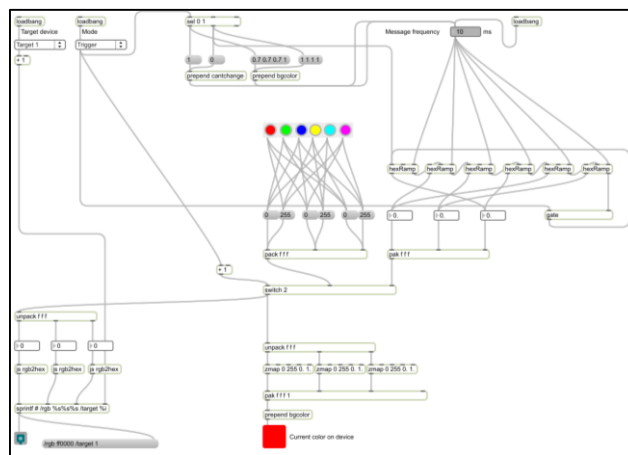 loadbang
loadbang
sel 0 1
loadbang
Target device
Mode
Message frequency
10
ms
Target 1
Trigger
+ 1
1
0
0.7 0.7 0.7 1
1 1 1 1
prepend cantchange
prepend bgcolor
hexRamp
hexRamp
hexRamp
hexRamp
hexRamp
hexRamp
0
255
0
255
0
255
0.
0.
0.
gate
pack f f f
pak f f f
+ 1
switch 2
unpack f f f
0
0
0
unpack f f f
js rgb2hex
js rgb2hex
js rgb2hex
zmap 0 255 0. 1.
zmap 0 255 0. 1.
zmap 0 255 0. 1.
pak f f f 1
sprintf # /rgb %s%s%s /target %i
prepend bgcolor
/rgb ff0000 /target 1
Current color on device